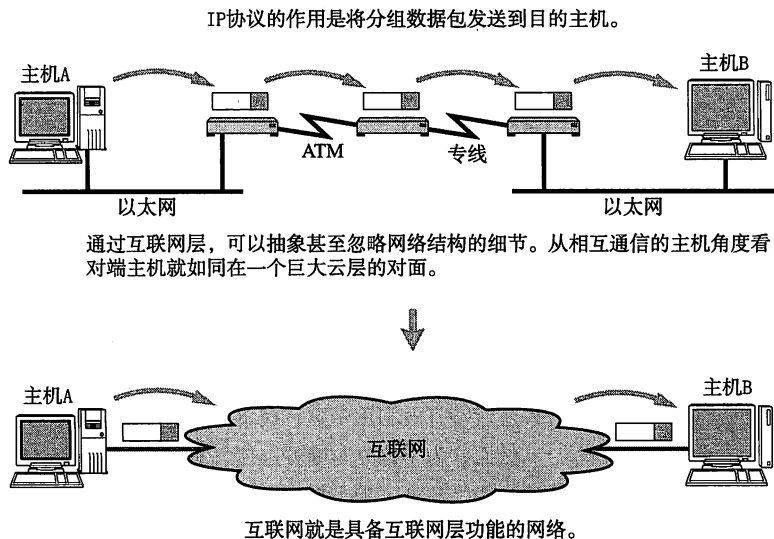 IP协议的作用是将分组数据包发送到目的主机。
主机A
主机B
ATM
专线
以太网
以太网
通过互联网层，可以抽象甚至忽略网络结构的细节。从相互通信的主机角度看
对端主机就如同在一个巨大云层的对面。
主机A
主机B
互联网
互联网就是具备互联网层功能的网络。